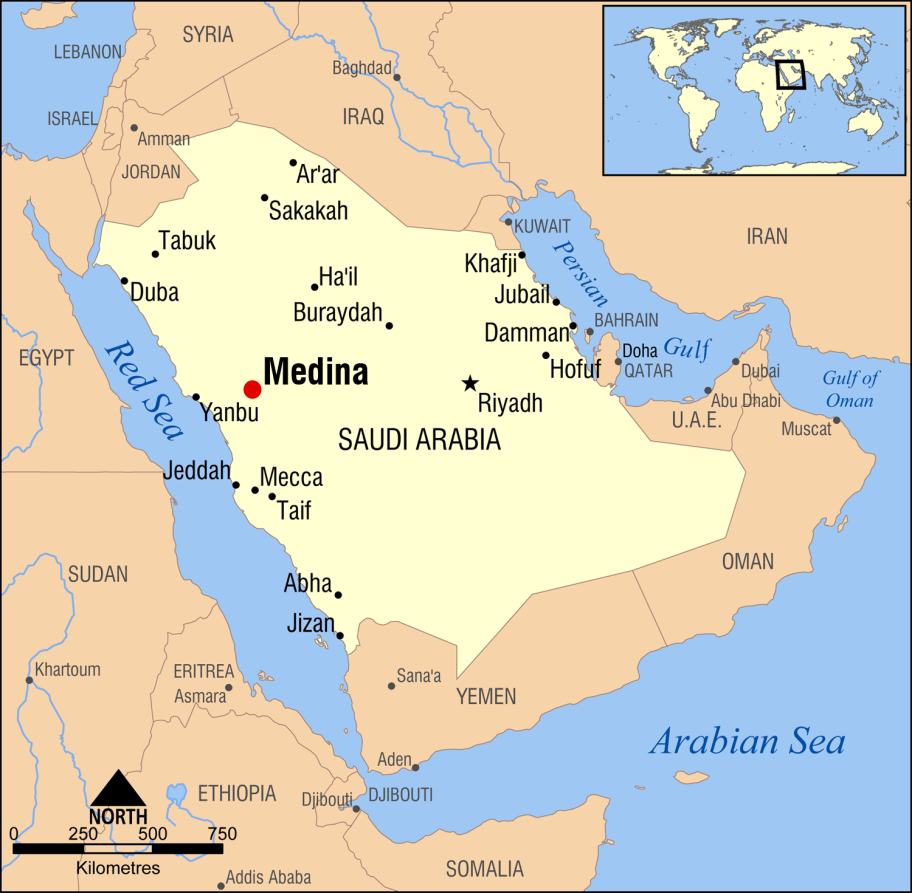 SYRIA
LEBANON
Baghdad
ISRAEL
Amman
IRAQ
JORDAN
Ar'ar
Sakakah
KUWAIT
IRAN
Tabuk
Khafji
Persian
Gulf
Ha'il
Duba
Jubail
Buraydah
BAHRAIN
Damman
EGYPT
Red Sea
Doha
QATAR
Hofuf
Dubai
Gulf of
Oman
Medina
Abu Dhabi
Riyadh
Yanbu
U.A.E.
Muscat
SAUDI ARABIA
Jeddah
Mecca
Taif
OMAN
SUDAN
Abha
Jizan
Khartoum
ERITREA
Asmara
Sana'a
YEMEN
Arabian Sea
Aden
ETHIOPIA
Djibouti
DJIBOUTI
NORTH
0 250 500 750
Kilometres
SOMALIA
Addis Ababa